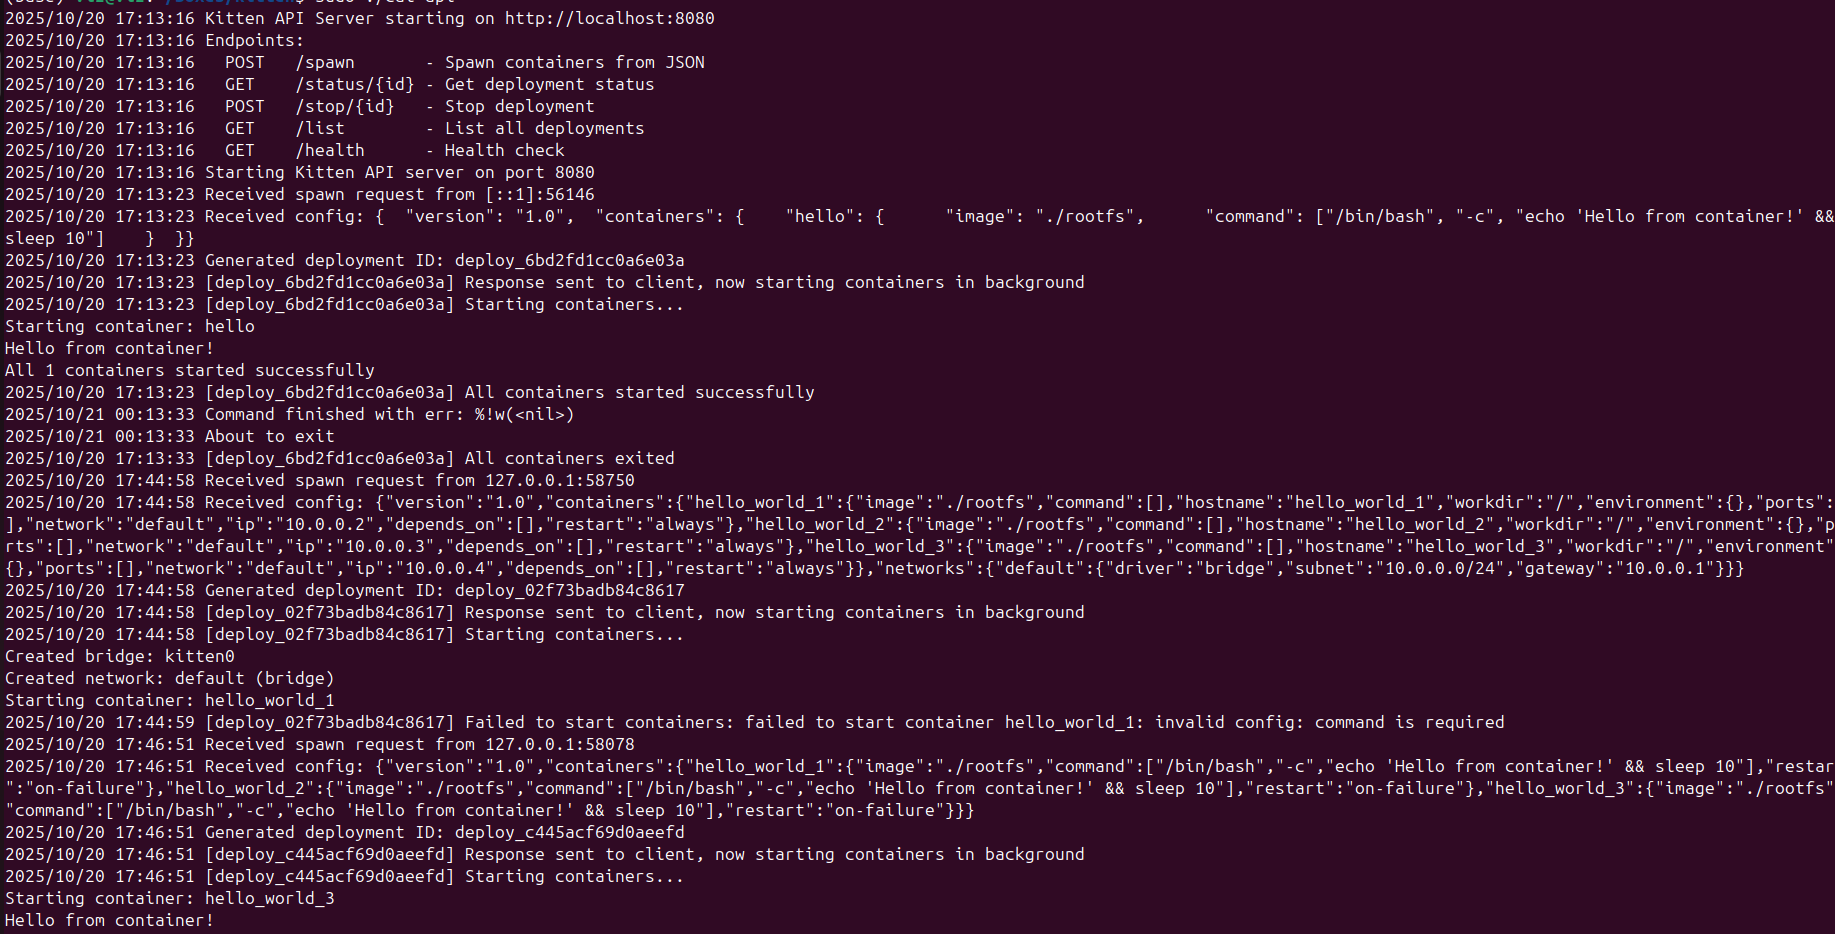 2025/10/20 17:13:16 Kitten API Server starting on http://localhost:8080
2025/10/20 17:13:16 Endpoints:
2025/10/20 17:13:16   POST   /spawn       - Spawn containers from JSON
2025/10/20 17:13:16   GET    /status/{id} - Get deployment status
2025/10/20 17:13:16   POST   /stop/{id}   - Stop deployment
2025/10/20 17:13:16   GET    /list        - List all deployments
2025/10/20 17:13:16   GET    /health      - Health check
2025/10/20 17:13:16 Starting Kitten API server on port 8080
2025/10/20 17:13:23 Received spawn request from [::1]:56146
2025/10/20 17:13:23 Received config: {  "version": "1.0",  "containers": {    "hello": {      "image": "./rootfs",      "command": ["/bin/bash", "-c", "echo 'Hello from container!' &&
sleep 10"]    }  }}
2025/10/20 17:13:23 Generated deployment ID: deploy_6bd2fd1cc0a6e03a
2025/10/20 17:13:23 [deploy_6bd2fd1cc0a6e03a] Response sent to client, now starting containers in background
2025/10/20 17:13:23 [deploy_6bd2fd1cc0a6e03a] Starting containers...
Starting container: hello
Hello from container!
All 1 containers started successfully
2025/10/20 17:13:23 [deploy_6bd2fd1cc0a6e03a] All containers started successfully
2025/10/21 00:13:33 Command finished with err: %!w(<nil>)
2025/10/21 00:13:33 About to exit
2025/10/20 17:13:33 [deploy_6bd2fd1cc0a6e03a] All containers exited
2025/10/20 17:44:58 Received spawn request from 127.0.0.1:58750
2025/10/20 17:44:58 Received config: {"version":"1.0","containers":{"hello_world_1":{"image":"./rootfs","command":[],"hostname":"hello_world_1","workdir":"/","environment":{},"ports":
],"network":"default","ip":"10.0.0.2","depends_on":[],"restart":"always"},"hello_world_2":{"image":"./rootfs","command":[],"hostname":"hello_world_2","workdir":"/","environment":{},"p
rts":[],"network":"default","ip":"10.0.0.3","depends_on":[],"restart":"always"},"hello_world_3":{"image":"./rootfs","command":[],"hostname":"hello_world_3","workdir":"/","environment"
{},"ports":[],"network":"default","ip":"10.0.0.4","depends_on":[],"restart":"always"}},"networks":{"default":{"driver":"bridge","subnet":"10.0.0.0/24","gateway":"10.0.0.1"}}}
2025/10/20 17:44:58 Generated deployment ID: deploy_02f73badb84c8617
2025/10/20 17:44:58 [deploy_02f73badb84c8617] Response sent to client, now starting containers in background
2025/10/20 17:44:58 [deploy_02f73badb84c8617] Starting containers...
Created bridge: kitten0
Created network: default (bridge)
Starting container: hello_world_1
2025/10/20 17:44:59 [deploy_02f73badb84c8617] Failed to start containers: failed to start container hello_world_1: invalid config: command is required
2025/10/20 17:46:51 Received spawn request from 127.0.0.1:58078
2025/10/20 17:46:51 Received config: {"version":"1.0","containers":{"hello_world_1":{"image":"./rootfs","command":["/bin/bash","-c","echo 'Hello from container!' && sleep 10"],"restar
":"on-failure"},"hello_world_2":{"image":"./rootfs","command":["/bin/bash","-c","echo 'Hello from container!' && sleep 10"],"restart":"on-failure"},"hello_world_3":{"image":"./rootfs"
"command":["/bin/bash","-c","echo 'Hello from container!' && sleep 10"],"restart":"on-failure"}}}
2025/10/20 17:46:51 Generated deployment ID: deploy_c445acf69d0aeefd
2025/10/20 17:46:51 [deploy_c445acf69d0aeefd] Response sent to client, now starting containers in background
2025/10/20 17:46:51 [deploy_c445acf69d0aeefd] Starting containers...
Starting container: hello_world_3
Hello from container!